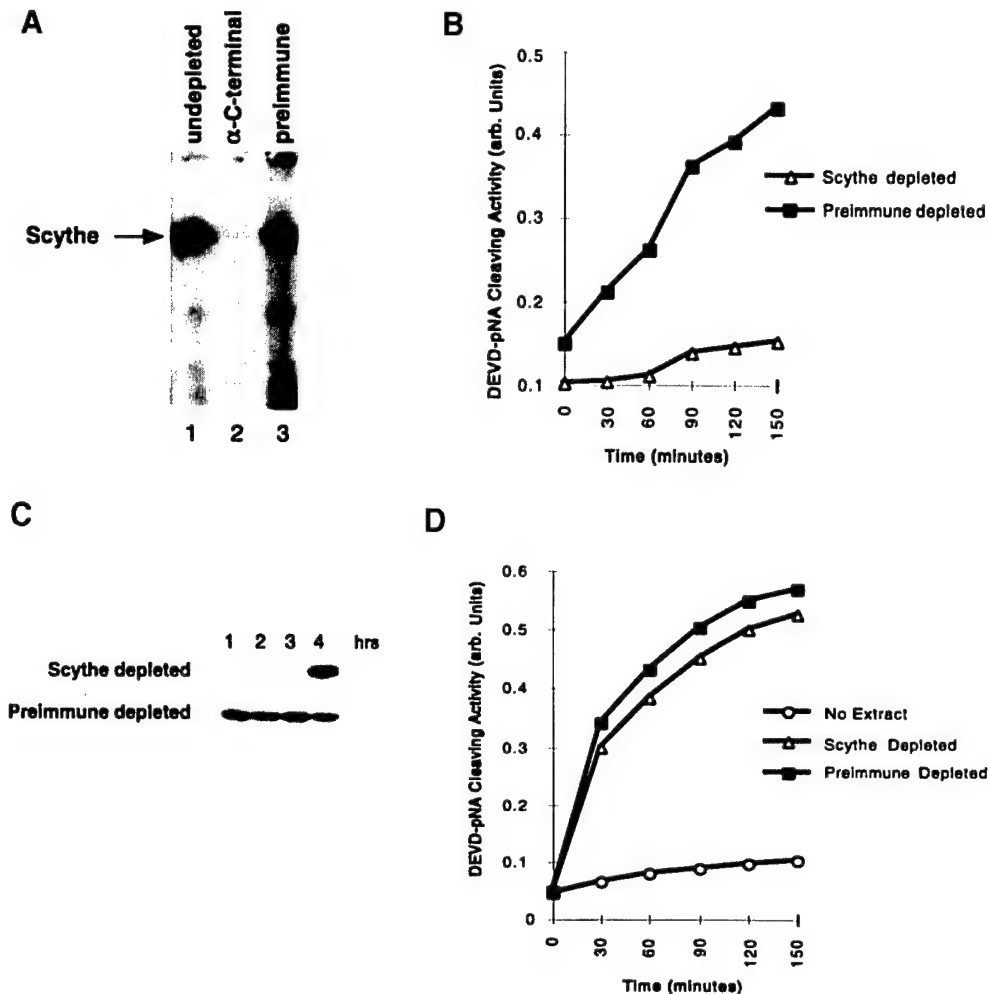 A
undepleted
α-C-terminal
preimmune
Scythe
1 2 3
B
DEVD-pNA Cleaving Activity (arb. Units)
0.5
0.4
0.3
0.2
0.1
0 30 60 90 120 150
Time (minutes)
Scythe depleted
Preimmune depleted
C
1 2 3 4 hrs
Scythe depleted
Preimmune depleted
D
DEVD-pNA Cleaving Activity (arb. Units)
0.6
0.5
0.4
0.3
0.2
0.1
0
0 30 60 90 120 150
Time (minutes)
No Extract
Scythe Depleted
Preimmune Depleted